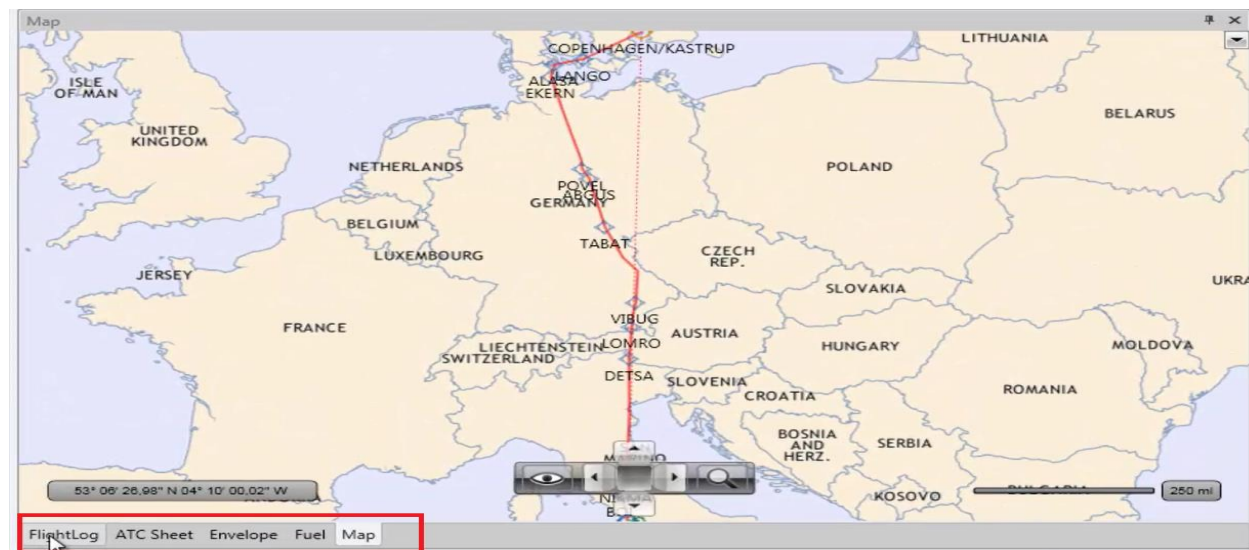 Map
COPENHAGEN/KASTRUP
LITHUANIA
ISLE
OF MAN
LANGO
ALASA
EKERN
BELARUS
UNITED
KINGDOM
NETHERLANDS
POLAND
POVEL
ABGUS
GERMANY
BELGIUM
TABAT
CZECH
REP.
LUXEMBOURG
JERSEY
SLOVAKIA
UKRA
VIBUG
FRANCE
AUSTRIA
LIECHTENSTEIN
LOMRO
HUNGARY
MOLDOVA
SWITZERLAND
DETSA
SLOVENIA
CROATIA
ROMANIA
BOSNIA
AND
HERZ.
SERBIA
53° 06' 26,98" N 04° 10' 00,02" W
KOSOVO
BULGARIA
250 mi
FlightLog ATC Sheet Envelope Fuel Map